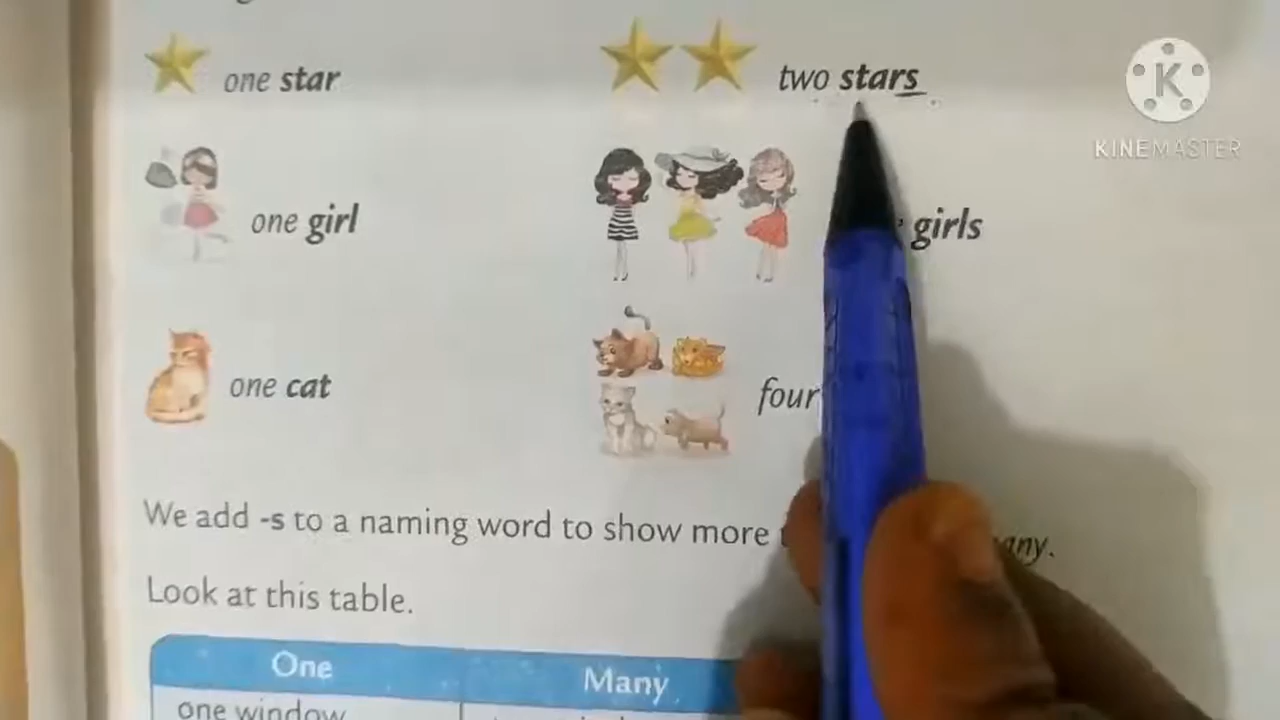 one star two stars
K
KINEMASTER
one girl girls
one cat four
We add -s to a naming word to show more
Look at this table.
One Many
one window